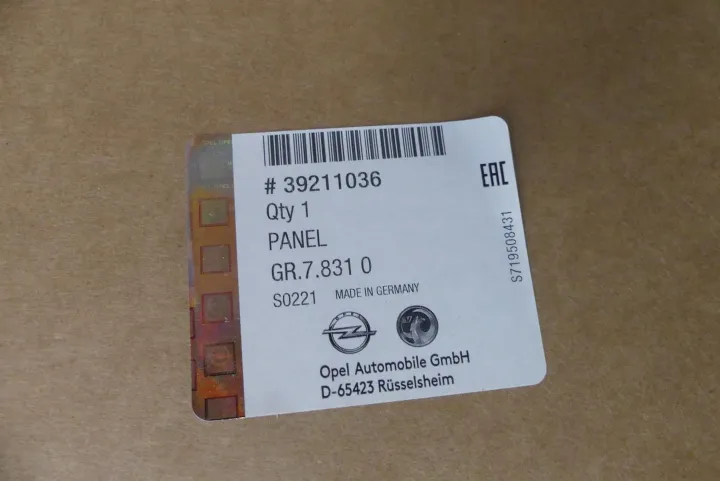 # 39211036
Qty 1
PANEL
GR.7.831 0
S0221 MADE IN GERMANY
OPEL
Opel Automobile GmbH
D-65423 Rüsselsheim
EAC
S719508431